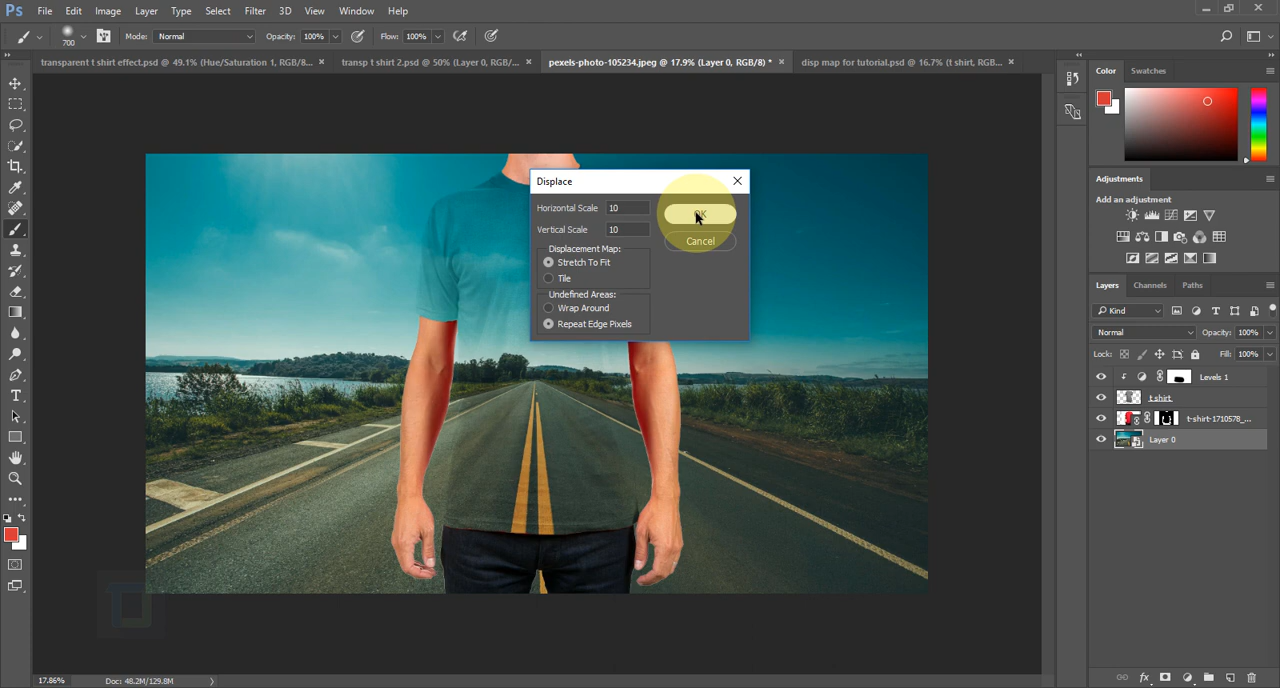 Ps File Edit Image Layer Type Select Filter 3D View Window Help
700 Mode: Normal Opacity: 100% Flow: 100%
transparent t shirt effect.psd @ 49.1% (Hue/Saturation 1, RGB/8... × transp t shirt 2.psd @ 50% (Layer 0, RGB/... × pexels-photo-105234.jpeg @ 17.9% (Layer 0, RGB/8) * × disp map for tutorial.psd @ 16.7% (t shirt, RGB... ×
Color Swatches
Displace
Horizontal Scale 10
OK
Vertical Scale 10
Cancel
Displacement Map:
Stretch To Fit
Tile
Undefined Areas:
Wrap Around
Repeat Edge Pixels
Adjustments
Add an adjustment
Layers Channels Paths
Kind
Normal Opacity: 100%
Lock: Fill: 100%
Levels 1
t shirt
t-shirt-1710578_...
Layer 0
17.86% Doc: 48.2M/129.8M